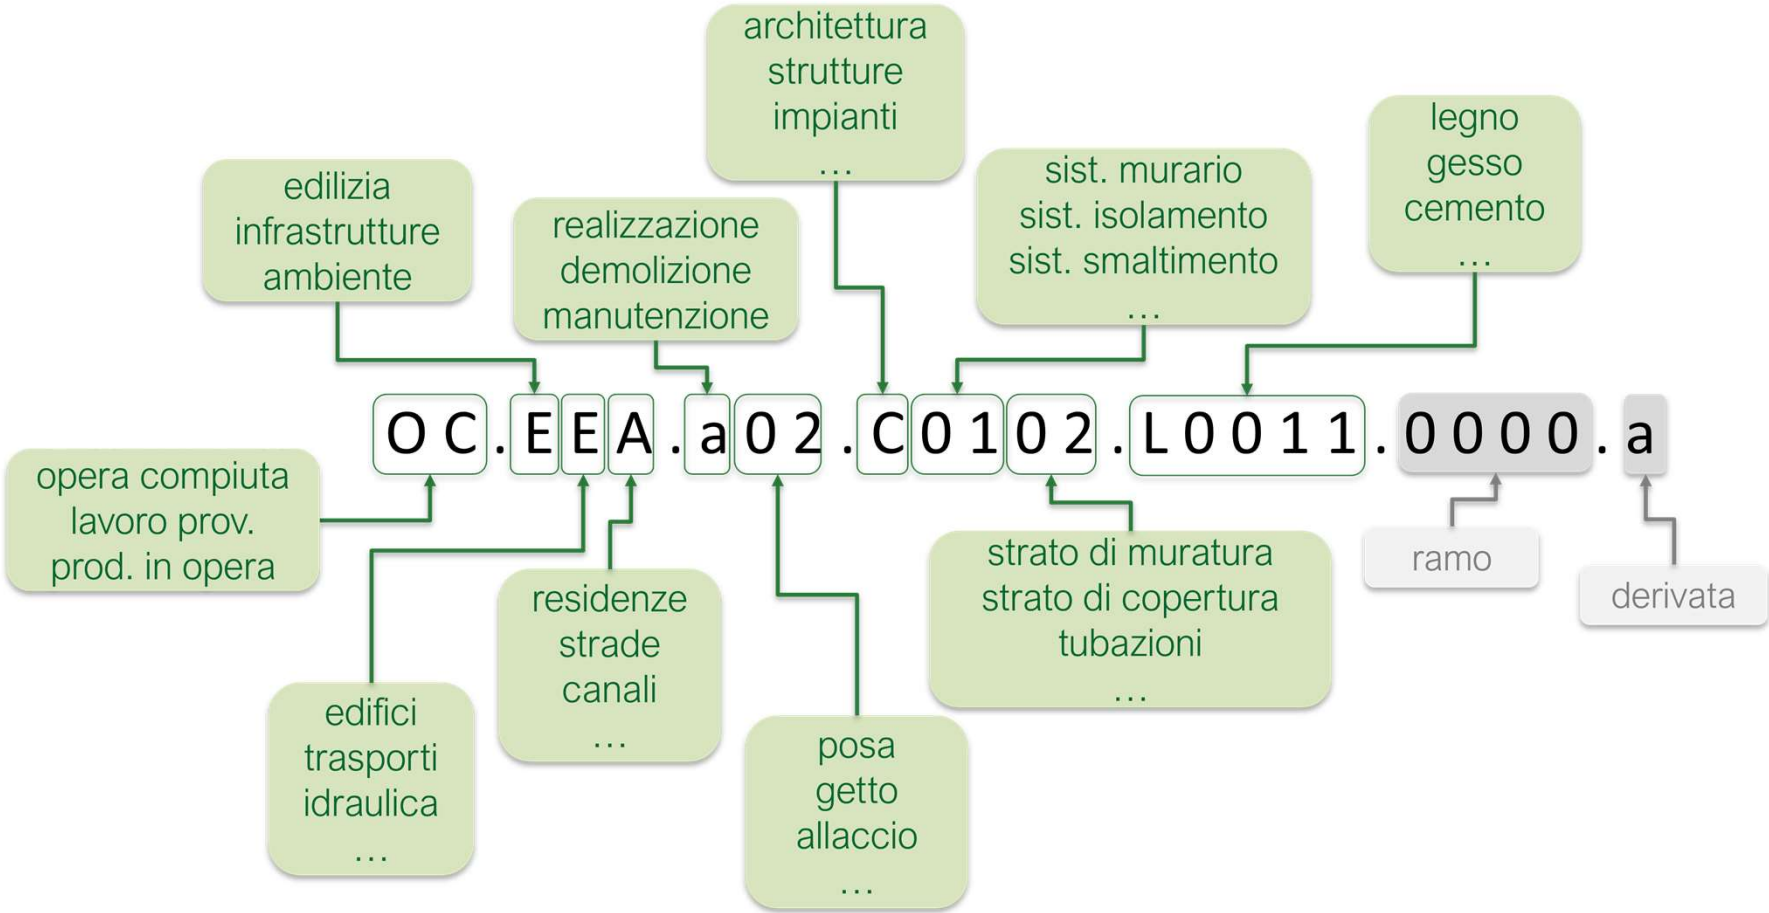 architettura
strutture
impianti
...
legno
gesso
cemento
...
sist. murario
sist. isolamento
sist. smaltimento
...
edilizia
infrastrutture
ambiente
realizzazione
demolizione
manutenzione
OC.EEA.a02.C0102.L0011.0000.a
opera compiuta
lavoro prov.
prod. in opera
strato di muratura
strato di copertura
tubazioni
...
ramo
derivata
residenze
strade
canali
...
edifici
trasporti
idraulica
...
posa
getto
allaccio
...